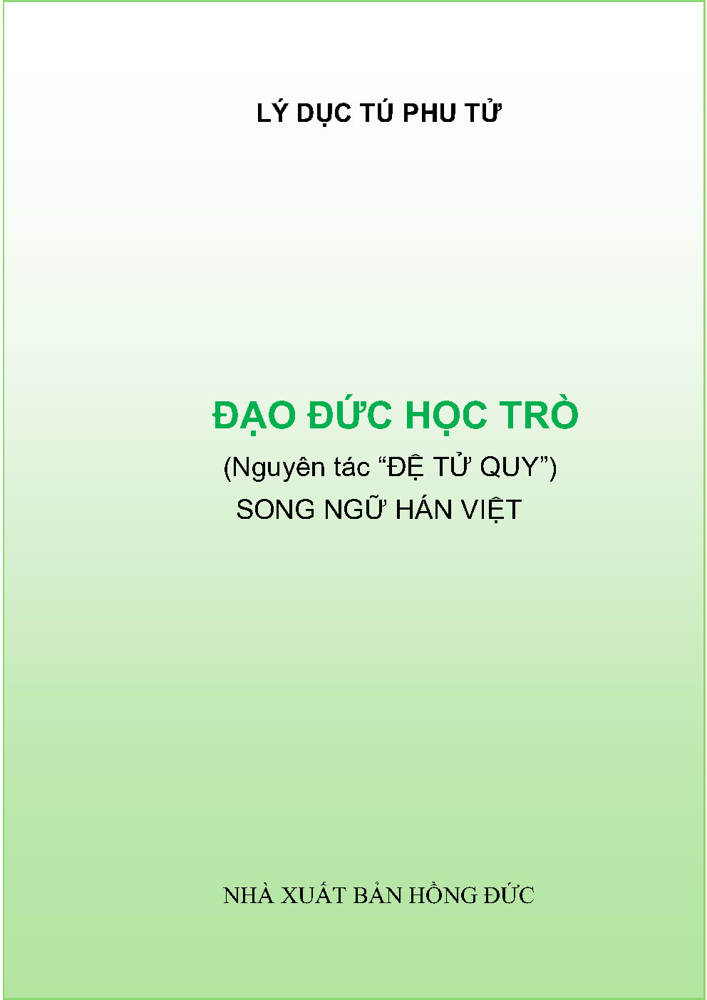 LÝ DỤC TÚ PHU TỬ
ĐẠO ĐỨC HỌC TRÒ
(Nguyên tác “ĐỆ TỬ QUY”)
SONG NGỮ HÁN VIỆT
NHÀ XUẤT BẢN HỒNG ĐỨC